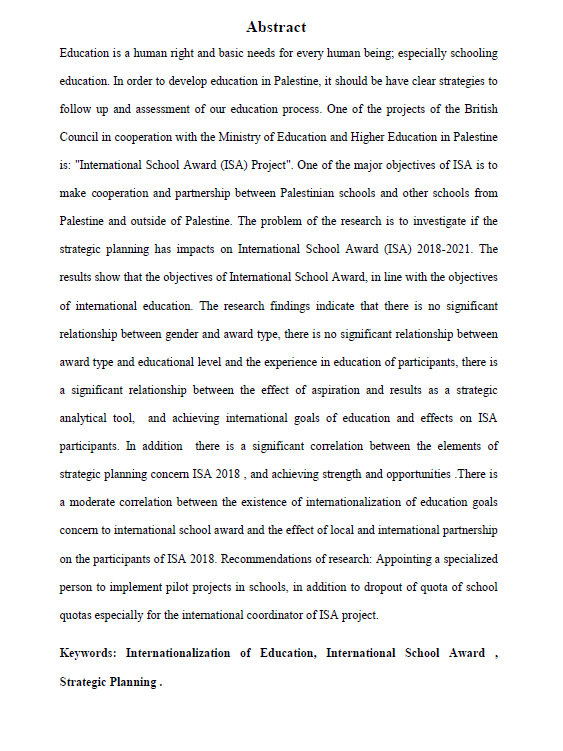 Abstract
Education is a human right and basic needs for every human being; especially schooling
education. In order to develop education in Palestine, it should be have clear strategies to
follow up and assessment of our education process. One of the projects of the British
Council in cooperation with the Ministry of Education and Higher Education in Palestine
is: "International School Award (ISA) Project". One of the major objectives of ISA is to
make cooperation and partnership between Palestinian schools and other schools from
Palestine and outside of Palestine. The problem of the research is to investigate if the
strategic planning has impacts on International School Award (ISA) 2018-2021. The
results show that the objectives of International School Award, in line with the objectives
of international education. The research findings indicate that there is no significant
relationship between gender and award type, there is no significant relationship between
award type and educational level and the experience in education of participants, there is
a significant relationship between the effect of aspiration and results as a strategic
analytical tool,  and achieving international goals of education and effects on ISA
participants. In addition  there is a significant correlation between the elements of
strategic planning concern ISA 2018 , and achieving strength and opportunities .There is
a moderate correlation between the existence of internationalization of education goals
concern to international school award and the effect of local and international partnership
on the participants of ISA 2018. Recommendations of research: Appointing a specialized
person to implement pilot projects in schools, in addition to dropout of quota of school
quotas especially for the international coordinator of ISA project.
Keywords: Internationalization of Education, International School Award ,
Strategic Planning .